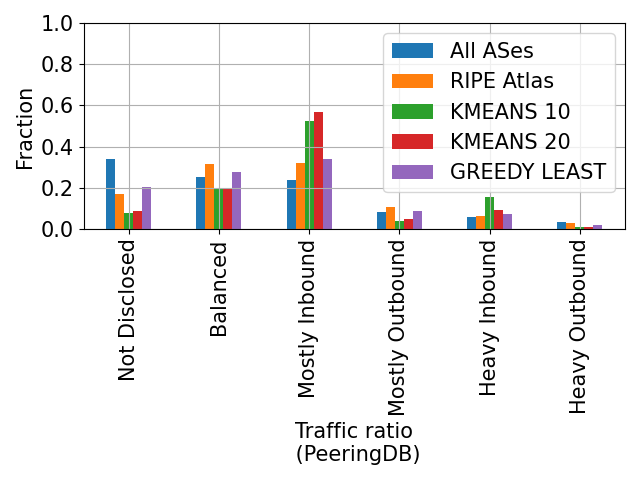 1.0
0.8
0.6
0.4
0.2
0.0
Fraction
All ASes
RIPE Atlas
KMEANS 10
KMEANS 20
GREEDY LEAST
Not Disclosed
Balanced
Mostly Inbound
Mostly Outbound
Heavy Inbound
Heavy Outbound
Traffic ratio
(PeeringDB)